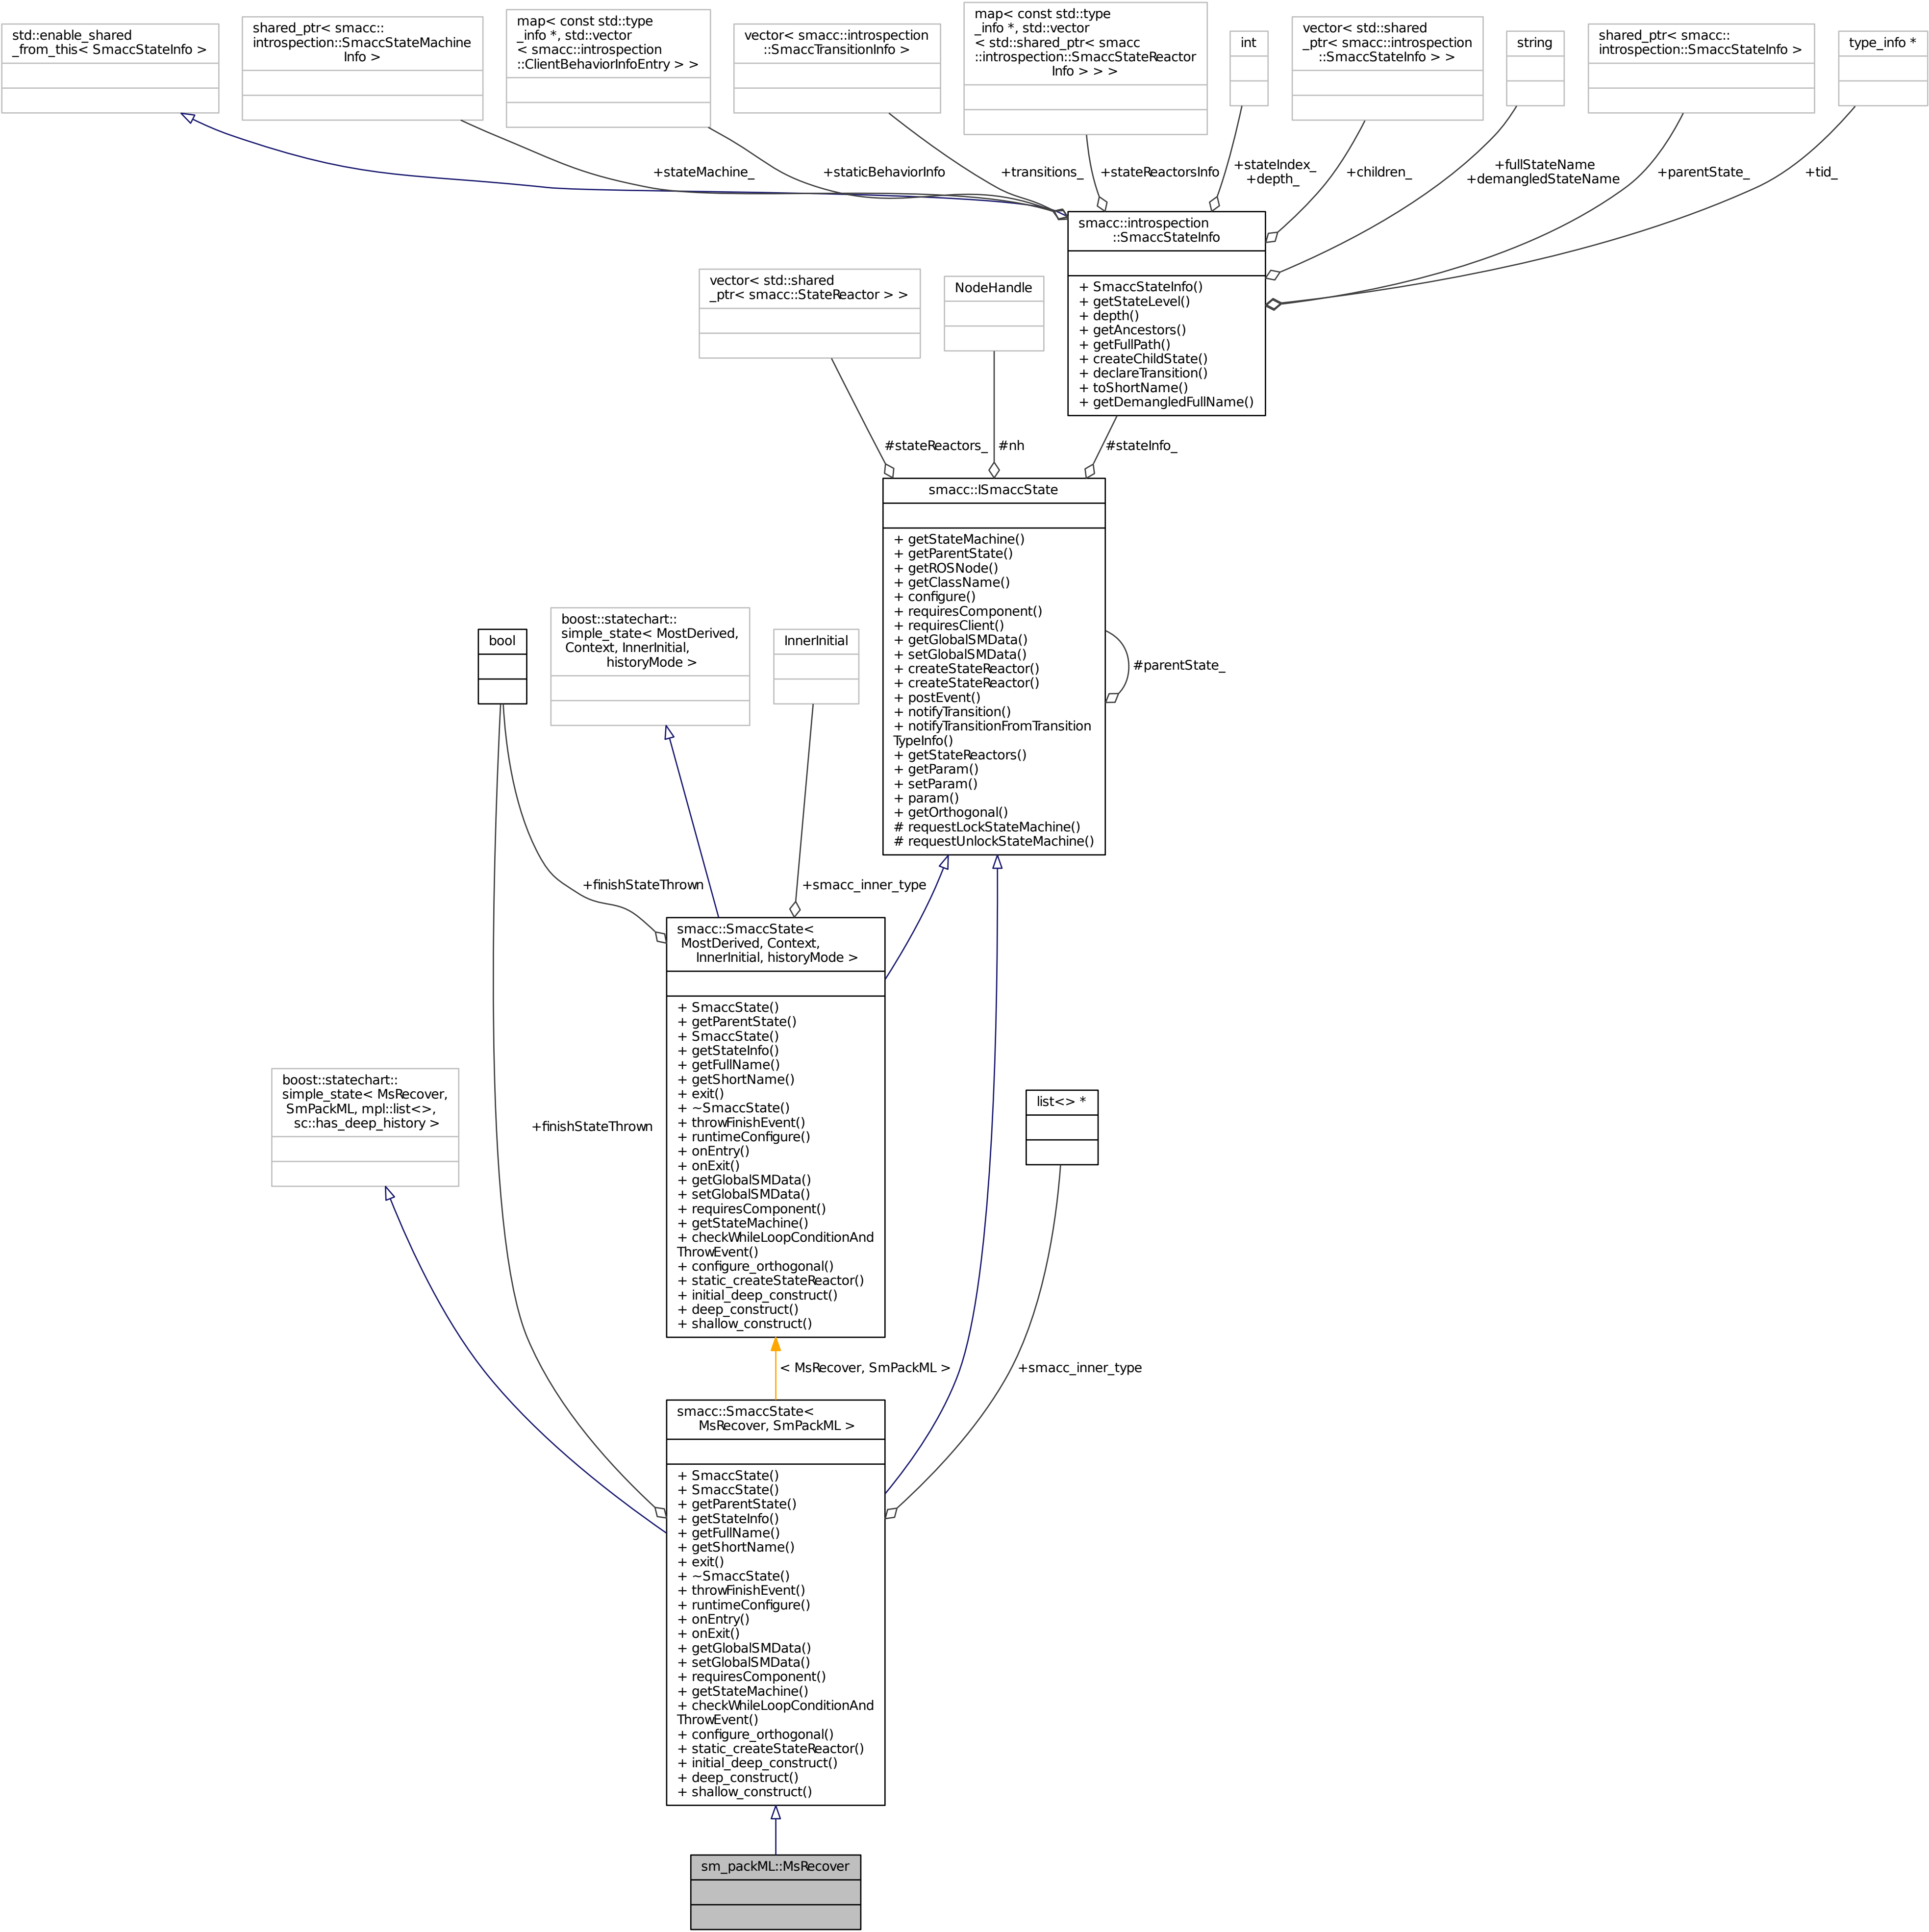 std::enable_shared
_from_this< SmaccStateInfo >
shared_ptr< smacc::
introspection::SmaccStateMachine
Info >
map< const std::type
_info *, std::vector
< smacc::introspection
::ClientBehaviorInfoEntry > >
vector< smacc::introspection
::SmaccTransitionInfo >
map< const std::type
_info *, std::vector
< std::shared_ptr< smacc
::introspection::SmaccStateReactor
Info > > >
int
vector< std::shared
_ptr< smacc::introspection
::SmaccStateInfo > >
string
shared_ptr< smacc::
introspection::SmaccStateInfo >
type_info *
+stateMachine_
+staticBehaviorInfo
+transitions_
+stateReactorsInfo
+stateIndex_
+depth_
+children_
+fullStateName
+demangledStateName
+parentState_
+tid_
smacc::introspection
::SmaccStateInfo
+ SmaccStateInfo()
+ getStateLevel()
+ depth()
+ getAncestors()
+ getFullPath()
+ createChildState()
+ declareTransition()
+ toShortName()
+ getDemangledFullName()
vector< std::shared
_ptr< smacc::StateReactor > >
NodeHandle
#stateReactors_
#nh
#stateInfo_
smacc::ISmaccState
+ getStateMachine()
+ getParentState()
+ getROSNode()
+ getClassName()
+ configure()
+ requiresComponent()
+ requiresClient()
+ getGlobalSMData()
+ setGlobalSMData()
+ createStateReactor()
+ createStateReactor()
+ postEvent()
+ notifyTransition()
+ notifyTransitionFromTransition
TypeInfo()
+ getStateReactors()
+ getParam()
+ setParam()
+ param()
+ getOrthogonal()
# requestLockStateMachine()
# requestUnlockStateMachine()
#parentState_
bool
boost::statechart::
simple_state< MostDerived,
Context, InnerInitial,
historyMode >
InnerInitial
+finishStateThrown
+smacc_inner_type
smacc::SmaccState<
MostDerived, Context,
InnerInitial, historyMode >
+ SmaccState()
+ getParentState()
+ SmaccState()
+ getStateInfo()
+ getFullName()
+ getShortName()
+ exit()
+ ~SmaccState()
+ throwFinishEvent()
+ runtimeConfigure()
+ onEntry()
+ onExit()
+ getGlobalSMData()
+ setGlobalSMData()
+ requiresComponent()
+ getStateMachine()
+ checkWhileLoopConditionAnd
ThrowEvent()
+ configure_orthogonal()
+ static_createStateReactor()
+ initial_deep_construct()
+ deep_construct()
+ shallow_construct()
boost::statechart::
simple_state< MsRecover,
SmPackML, mpl::list<>,
sc::has_deep_history >
+finishStateThrown
list<> *
< MsRecover, SmPackML >
+smacc_inner_type
smacc::SmaccState<
MsRecover, SmPackML >
+ SmaccState()
+ SmaccState()
+ getParentState()
+ getStateInfo()
+ getFullName()
+ getShortName()
+ exit()
+ ~SmaccState()
+ throwFinishEvent()
+ runtimeConfigure()
+ onEntry()
+ onExit()
+ getGlobalSMData()
+ setGlobalSMData()
+ requiresComponent()
+ getStateMachine()
+ checkWhileLoopConditionAnd
ThrowEvent()
+ configure_orthogonal()
+ static_createStateReactor()
+ initial_deep_construct()
+ deep_construct()
+ shallow_construct()
sm_packML::MsRecover